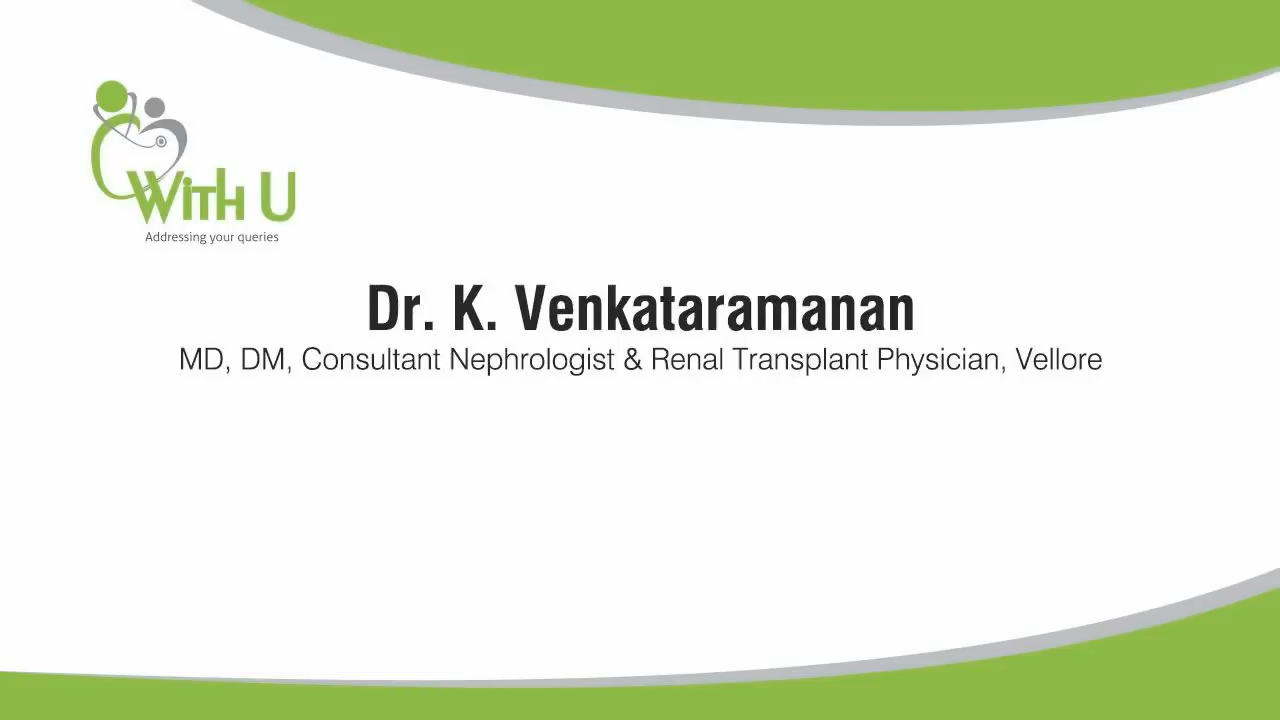 With U
Addressing your queries
Dr. K. Venkataramanan
MD, DM, Consultant Nephrologist & Renal Transplant Physician, Vellore